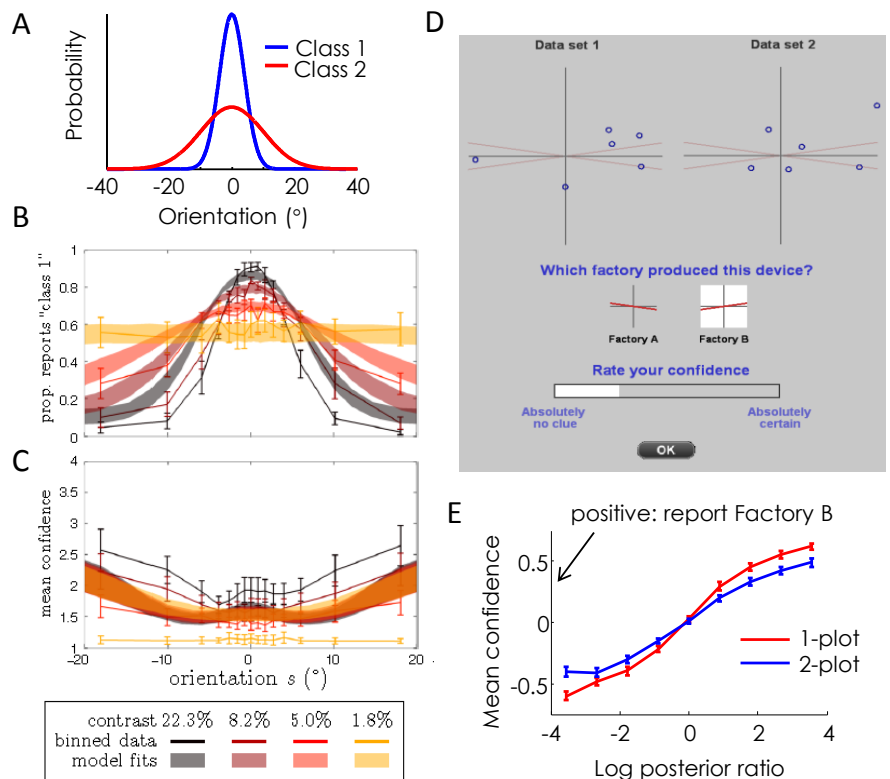 A
Probability
Class 1
Class 2
-40
-20
0
20
40
Orientation (°)
B
prop. reports "class 1"
1
0.8
0.6
0.4
0.2
0
C
mean confidence
4
3.5
3
2.5
2
1.5
1
-20
-10
0
10
20
orientation s (°)
contrast 22.3% 8.2% 5.0% 1.8%
binned data
model fits
D
Data set 1
Data set 2
Which factory produced this device?
Factory A
Factory B
Rate your confidence
Absolutely
no clue
Absolutely
certain
OK
E
positive: report Factory B
Mean confidence
0.5
0
-0.5
1-plot
2-plot
-4
-2
0
2
4
Log posterior ratio